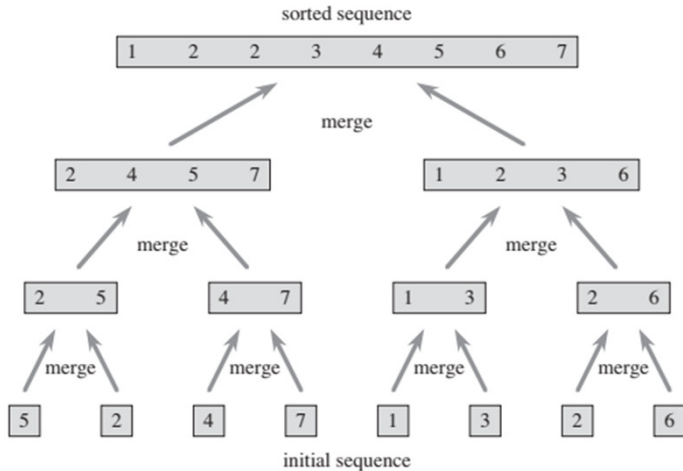 sorted sequence
1 2 2 3 4 5 6 7
merge
2 4 5 7
1 2 3 6
merge
merge
2 5
4 7
1 3
2 6
merge
merge
merge
merge
5
2
4
7
1
3
2
6
initial sequence